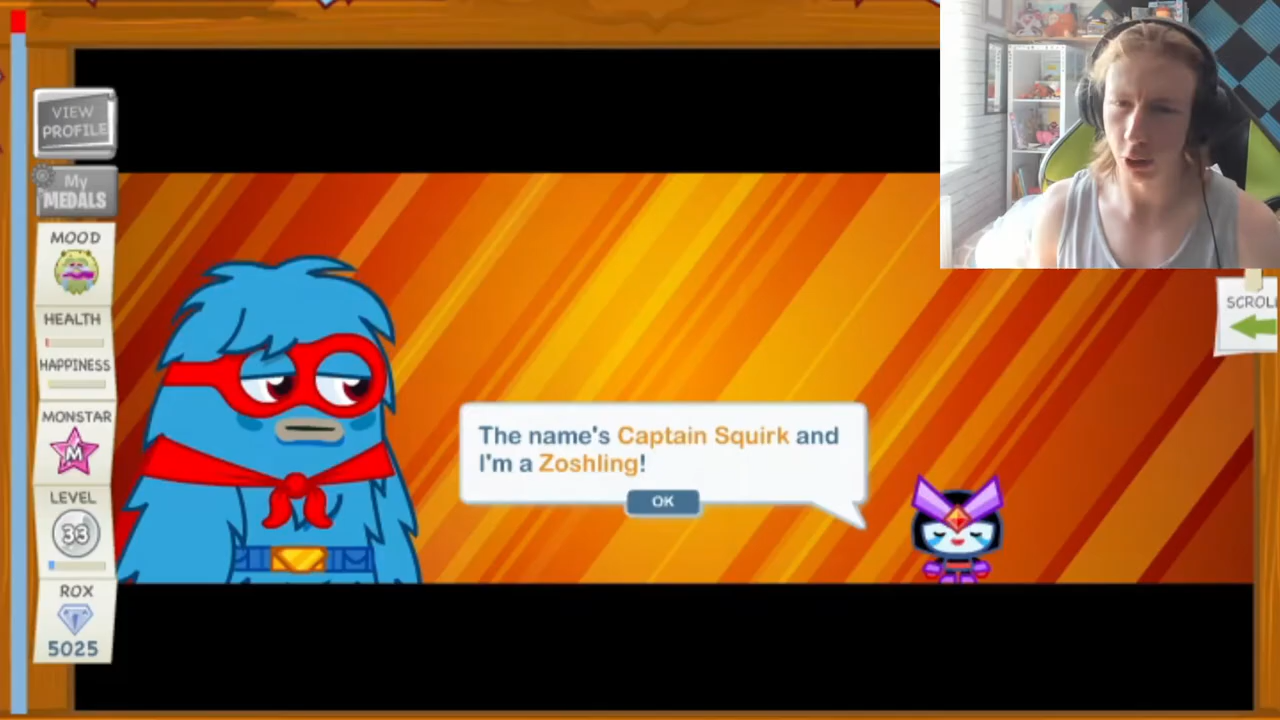 VIEW
PROFILE
My
MEDALS
MOOD
HEALTH
HAPPINESS
MONSTAR
M
LEVEL
33
ROX
5025
The name's Captain Squirk and
I'm a Zoshling!
OK
SCROLL